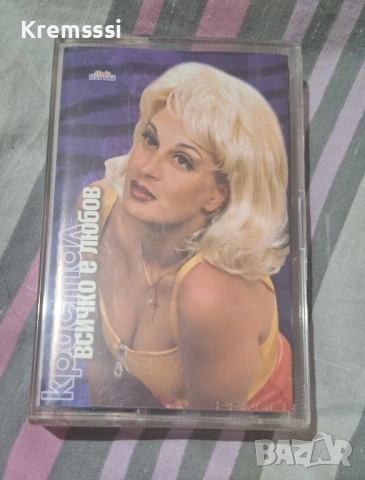 Kremsssi
кристал
всичко е любов
BAZAR